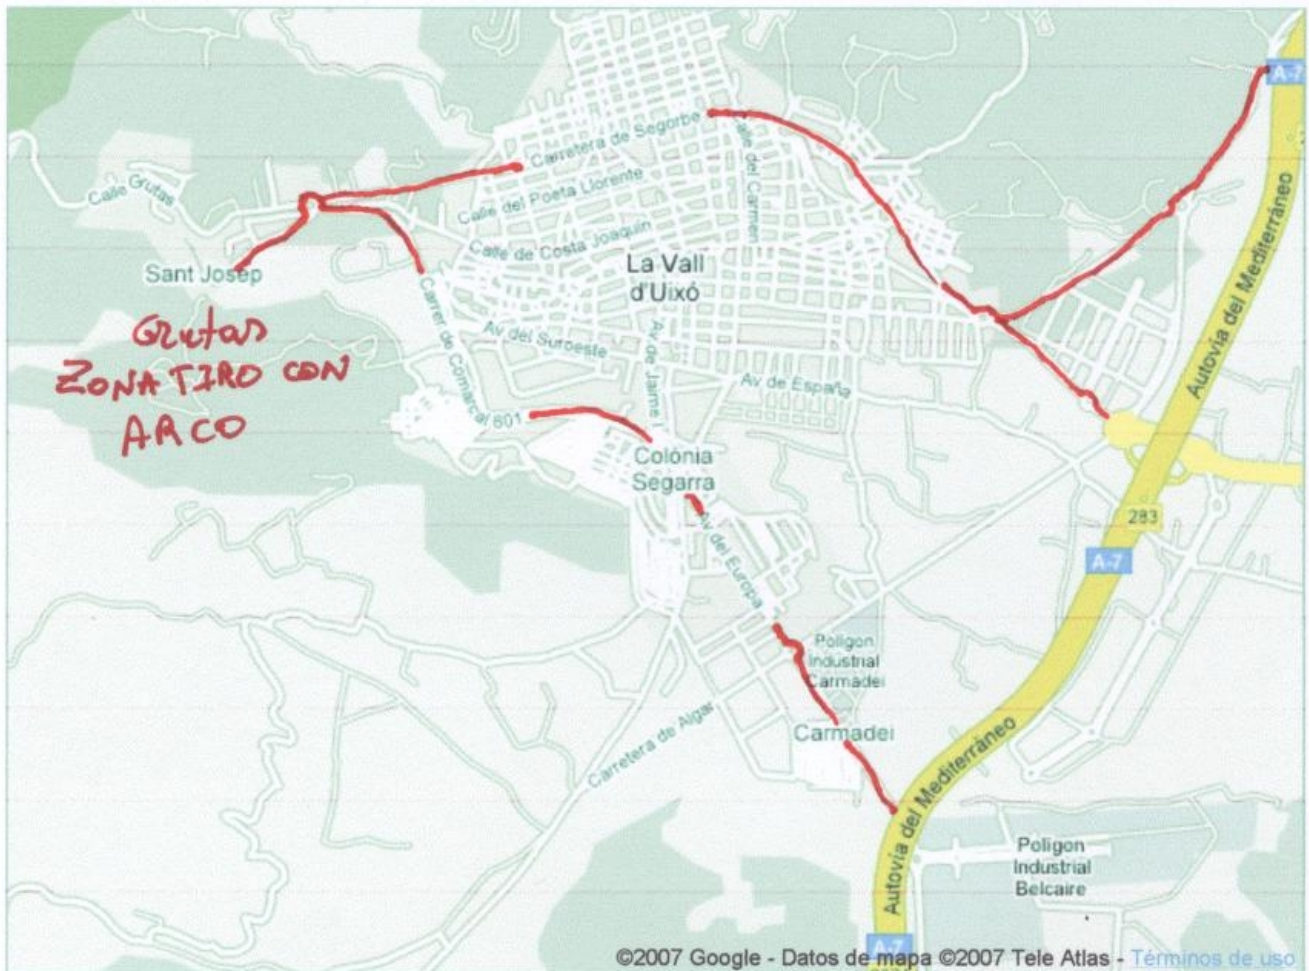 A-7
Carretera de Segorbe
Calle del Carmen
Calle Grutas
Calle del Poeta Llorente
Calle de Costa Joaquín
Sant Josep
La Vall
d'Uixó
Autovía del Mediterráneo
Grutas
ZONA TIRO CON
ARCO
Carrer de Comarcal 601
Av del Suroeste
Av de Jaime I
Av de España
Colónia
Segarra
283
A-7
Av del Europa
Polígon
Industrial
Carmadei
Carmadei
Carretera de Algar
Autovía del Mediterráneo
Polígon
Industrial
Belcaire
A-7
©2007 Google - Datos de mapa ©2007 Tele Atlas - Términos de uso